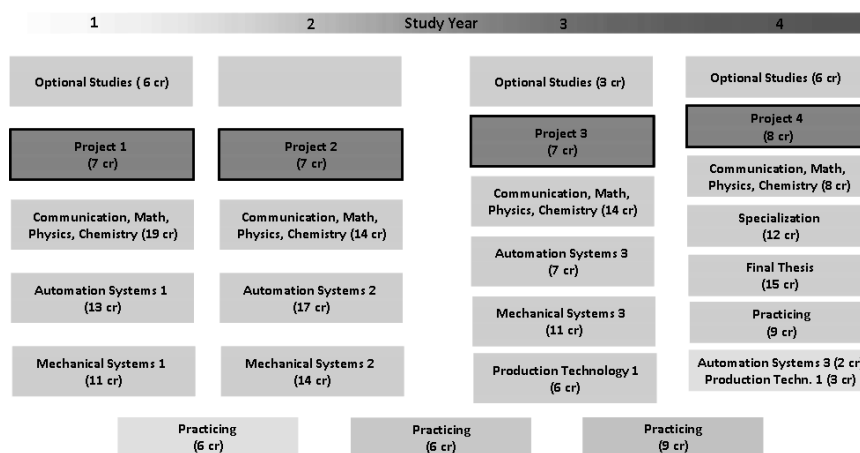 1 2 Study Year 3 4
Optional Studies ( 6 cr)
Project 1
(7 cr)
Communication, Math,
Physics, Chemistry (19 cr)
Automation Systems 1
(13 cr)
Mechanical Systems 1
(11 cr)
Project 2
(7 cr)
Communication, Math,
Physics, Chemistry (14 cr)
Automation Systems 2
(17 cr)
Mechanical Systems 2
(14 cr)
Optional Studies (3 cr)
Project 3
(7 cr)
Communication, Math,
Physics, Chemistry (14 cr)
Automation Systems 3
(7 cr)
Mechanical Systems 3
(11 cr)
Production Technology 1
(6 cr)
Optional Studies (6 cr)
Project 4
(8 cr)
Communication, Math,
Physics, Chemistry (8 cr)
Specialization
(12 cr)
Final Thesis
(15 cr)
Practicing
(9 cr)
Automation Systems 3 (2 cr
Production Techn. 1 (3 cr)
Practicing
(6 cr)
Practicing
(6 cr)
Practicing
(9 cr)